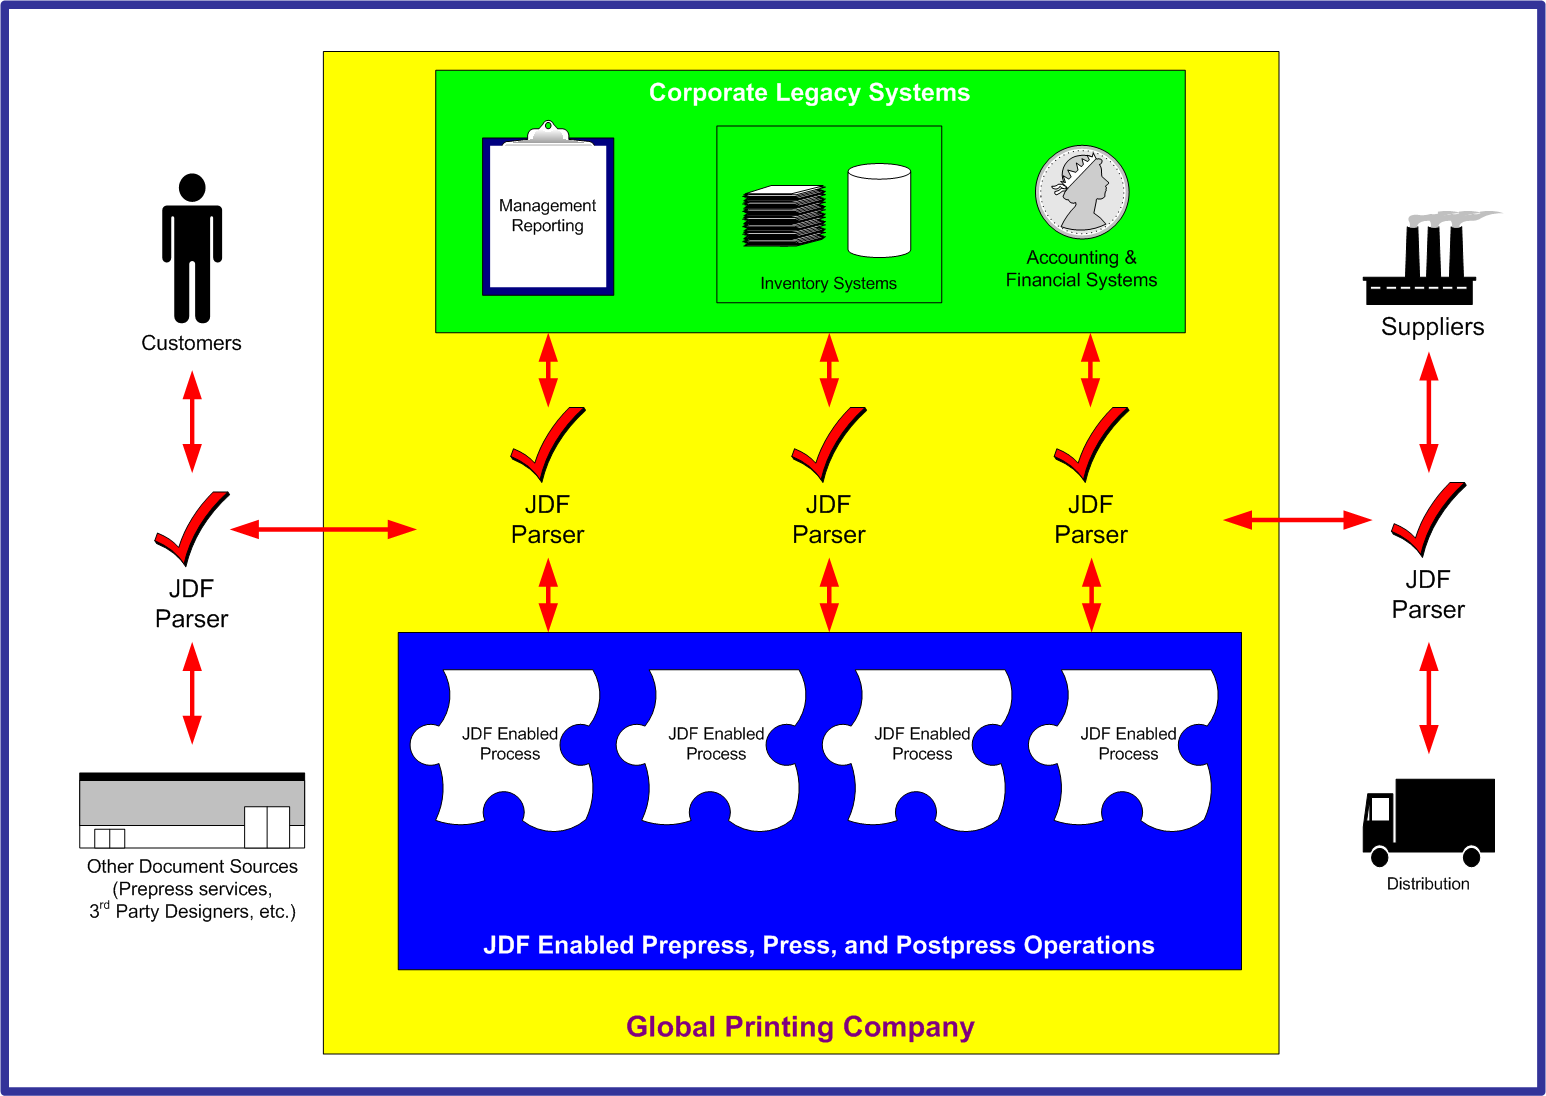 Corporate Legacy Systems
Management
Reporting
Inventory Systems
Accounting &
Financial Systems
Customers
Suppliers
JDF
Parser
JDF
Parser
JDF
Parser
JDF
Parser
JDF
Parser
JDF Enabled
Process
JDF Enabled
Process
JDF Enabled
Process
JDF Enabled
Process
Other Document Sources
(Prepress services,
3rd Party Designers, etc.)
Distribution
JDF Enabled Prepress, Press, and Postpress Operations
Global Printing Company